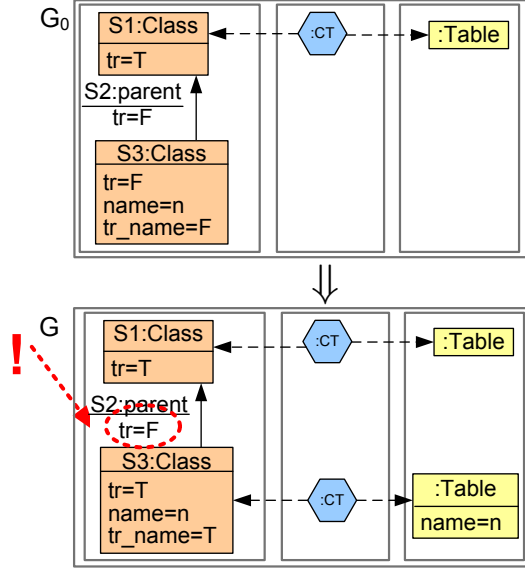 G₀
S1:Class
tr=T
:CT
:Table
S2:parent
tr=F
S3:Class
tr=F
name=n
tr_name=F
⇓
G
!
S1:Class
tr=T
:CT
:Table
S2:parent
tr=F
S3:Class
tr=T
name=n
tr_name=T
:CT
:Table
name=n